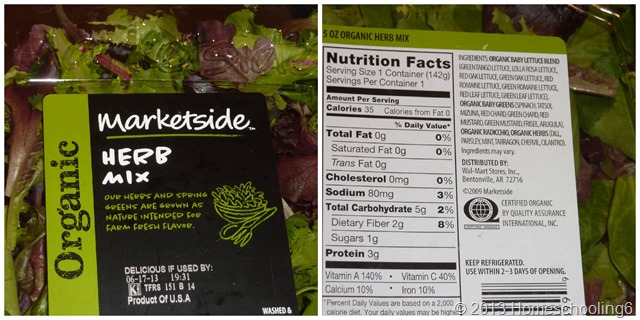 Organic
Marketside™
HERB
MIX
OUR HERBS AND SPRING
GREENS ARE GROWN AS
NATURE INTENDED FOR
FARM FRESH FLAVOR.
DELICIOUS IF USED BY:
06-17-13 19:31
TFRS 151 B 14
Product Of U.S.A
WASHED &
5 OZ ORGANIC HERB MIX
Nutrition Facts
Serving Size 1 Container (142g)
Servings Per Container 1
Amount Per Serving
Calories 35 Calories from Fat 0
% Daily Value*
Total Fat 0g 0%
Saturated Fat 0g 0%
Trans Fat 0g
Cholesterol 0mg 0%
Sodium 80mg 3%
Total Carbohydrate 5g 2%
Dietary Fiber 2g 8%
Sugars 1g
Protein 3g
Vitamin A 140% • Vitamin C 40%
Calcium 10% • Iron 10%
*Percent Daily Values are based on a 2,000
calorie diet. Your daily values may be higher
INGREDIENTS: ORGANIC BABY LETTUCE BLEND
(GREEN TANGO LETTUCE, LOLLA ROSA LETTUCE,
RED OAK LETTUCE, GREEN OAK LETTUCE, RED
ROMAINE LETTUCE, GREEN ROMAINE LETTUCE,
RED LEAF LETTUCE, GREEN LEAF LETTUCE),
ORGANIC BABY GREENS (SPINACH, TATSOI,
MIZUNA, RED CHARD, GREEN CHARD, RED
MUSTARD, GREEN MUSTARD, FRISEE, ARUGULA),
ORGANIC RADICCHIO, ORGANIC HERBS (DILL,
PARSLEY, MINT, TARRAGON, CHERVIL, CILANTRO).
Ingredients may vary.
DISTRIBUTED BY:
Wal-Mart Stores, Inc.,
Bentonville, AR 72716
©2009 Marketside
CERTIFIED ORGANIC
BY QUALITY ASSURANCE
INTERNATIONAL, INC.
KEEP REFRIGERATED.
USE WITHIN 2-3 DAYS OF OPENING.
© 2013 Homeschooling6